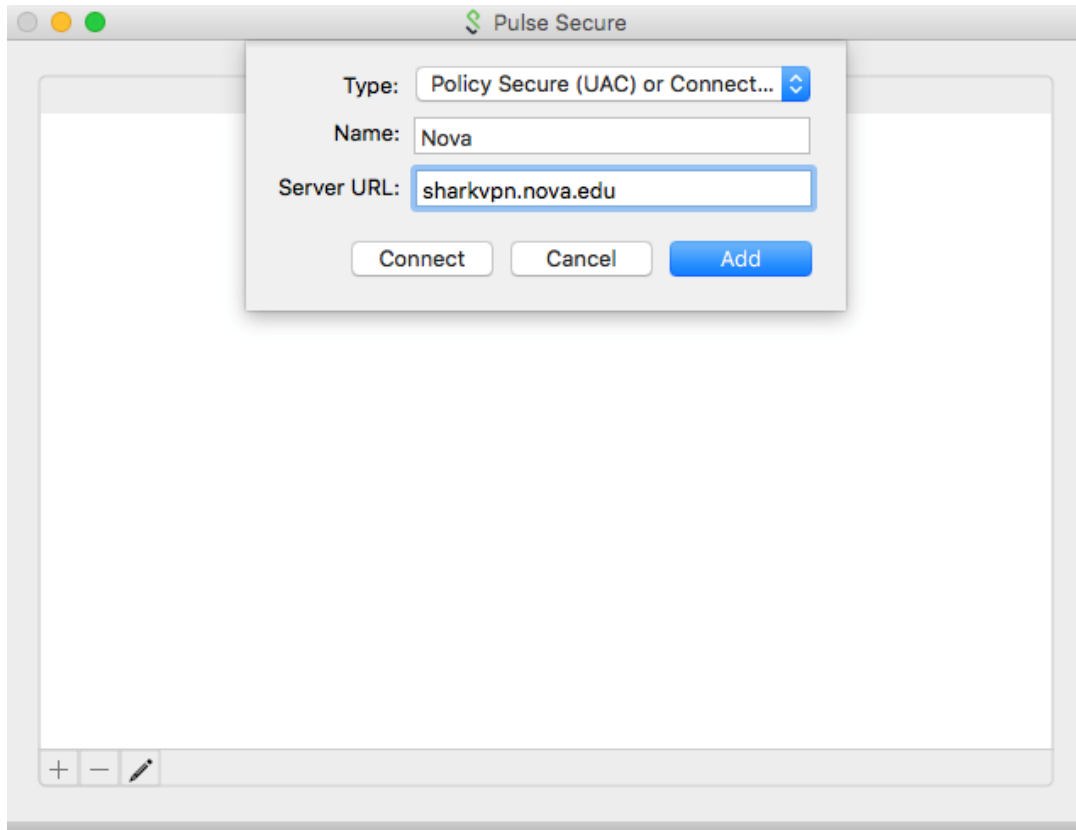 Pulse Secure
Type: Policy Secure (UAC) or Connect...
Name: Nova
Server URL: sharkvpn.nova.edu
Connect Cancel Add